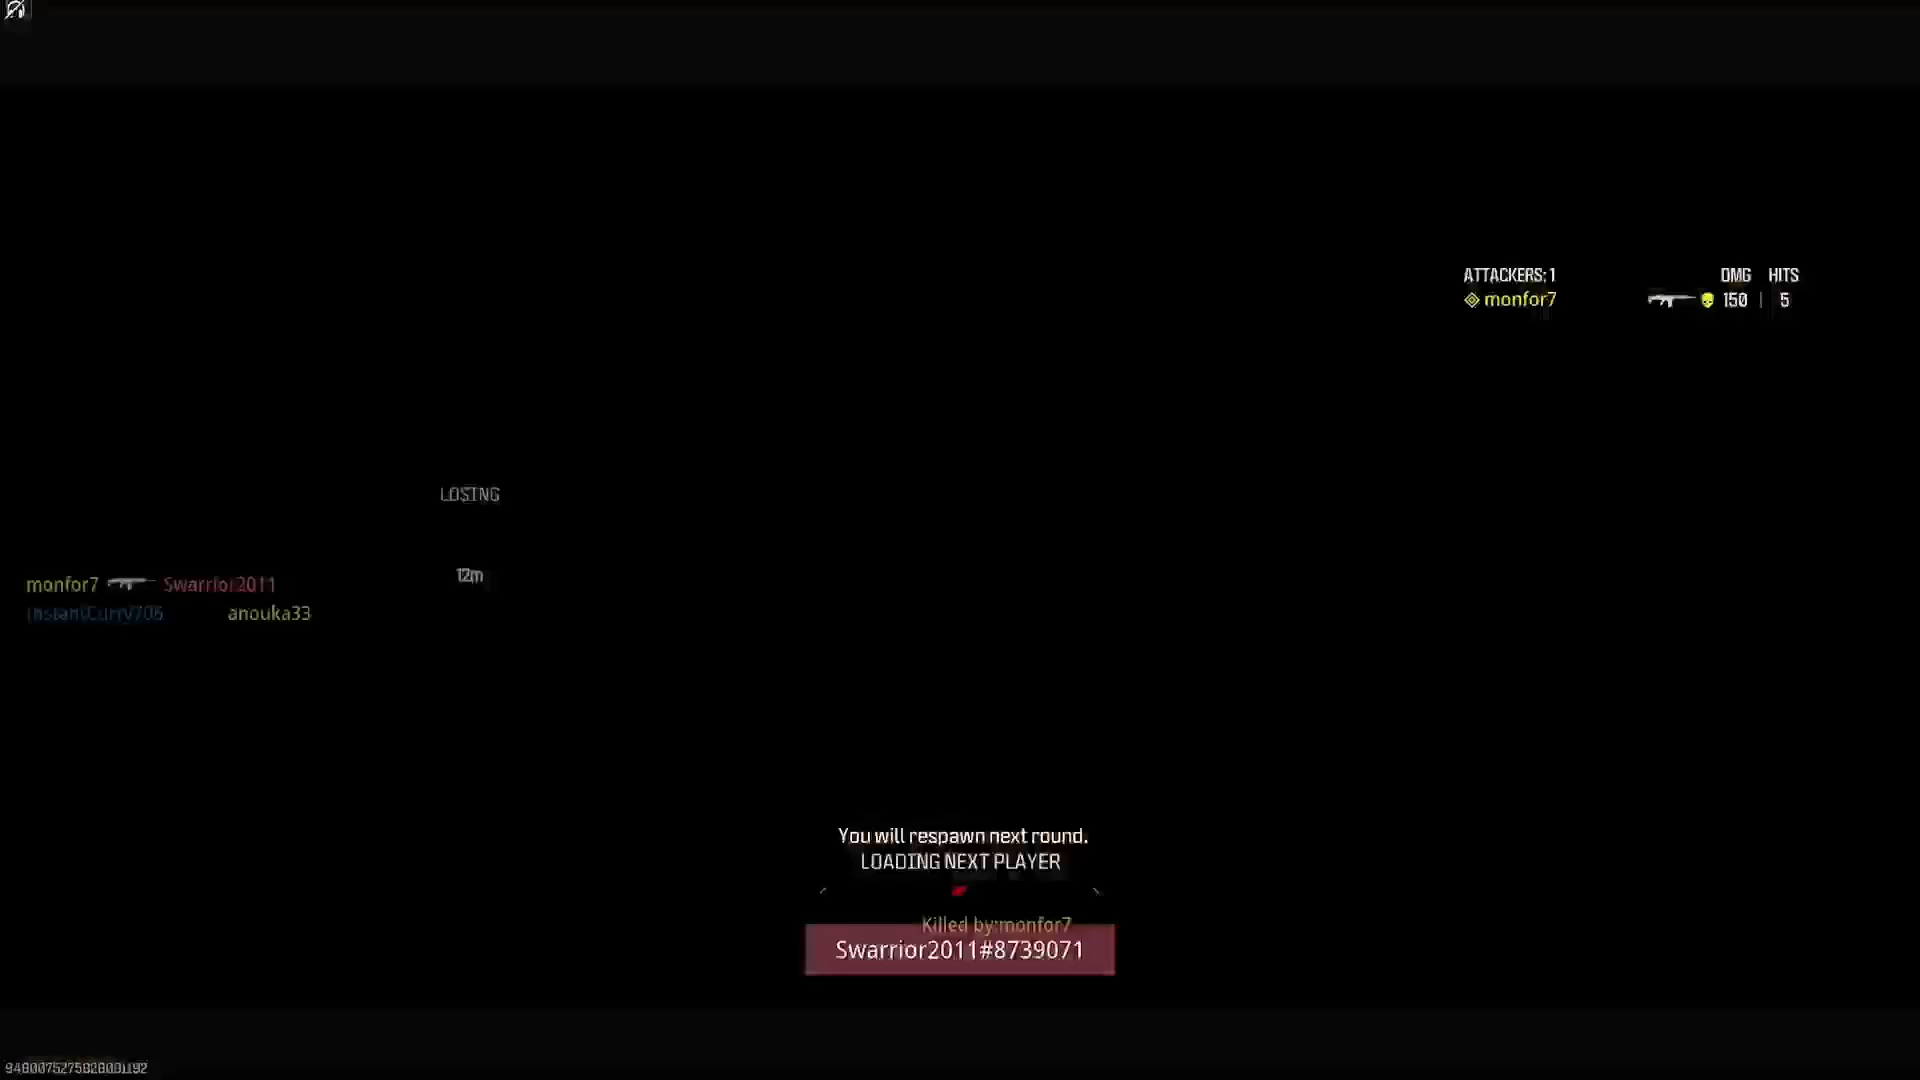 ATTACKERS: 1 DMG HITS
monfor7 150 | 5
LOSING
12m
monfor7 Swarrior2011
anouka33
You will respawn next round.
LOADING NEXT PLAYER
Killed by:monfor7
Swarrior2011#8739071